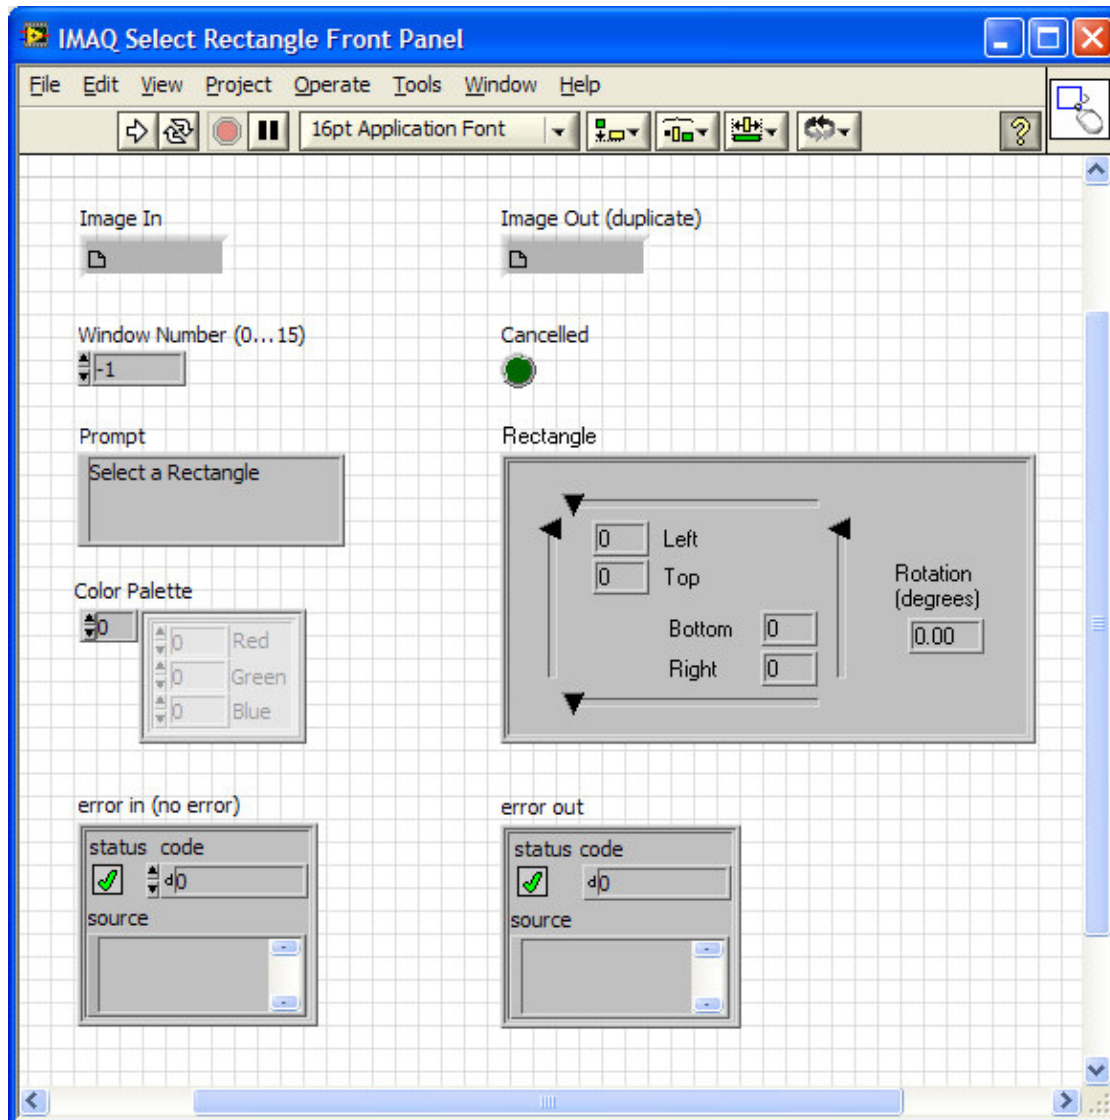 IMAQ Select Rectangle Front Panel
File Edit View Project Operate Tools Window Help
16pt Application Font
?
Image In
Image Out (duplicate)
Window Number (0...15)
-1
Cancelled
Prompt
Select a Rectangle
Rectangle
0 Left
0 Top
Bottom 0
Right 0
Rotation
(degrees)
0.00
Color Palette
0
0 Red
0 Green
0 Blue
error in (no error)
status code
d0
source
error out
status code
d0
source